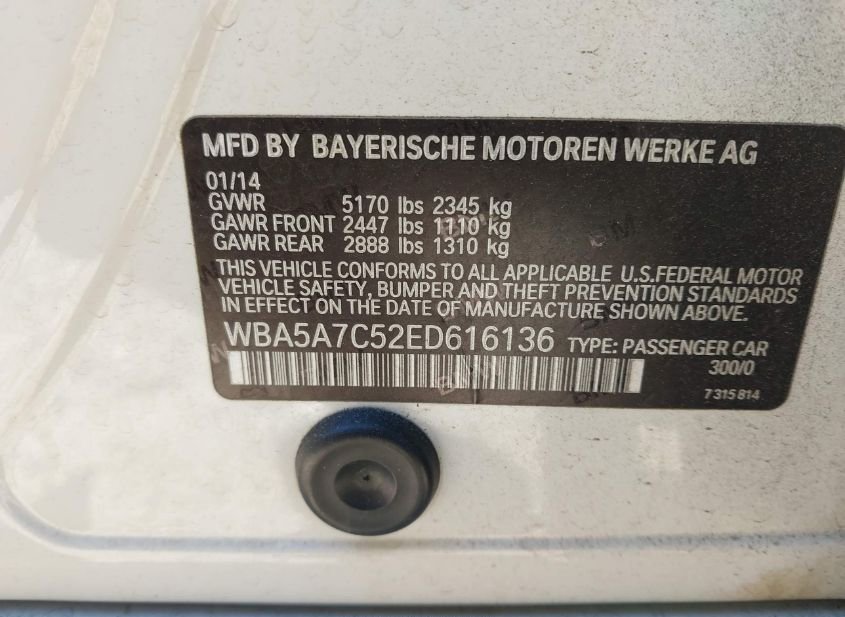 MFD BY BAYERISCHE MOTOREN WERKE AG
01/14
GVWR 5170 lbs 2345 kg
GAWR FRONT 2447 lbs 1110 kg
GAWR REAR 2888 lbs 1310 kg
THIS VEHICLE CONFORMS TO ALL APPLICABLE U.S.FEDERAL MOTOR
VEHICLE SAFETY, BUMPER AND THEFT PREVENTION STANDARDS
IN EFFECT ON THE DATE OF MANUFACTURE SHOWN ABOVE.
WBA5A7C52ED616136 TYPE: PASSENGER CAR
300/0
7 315 814